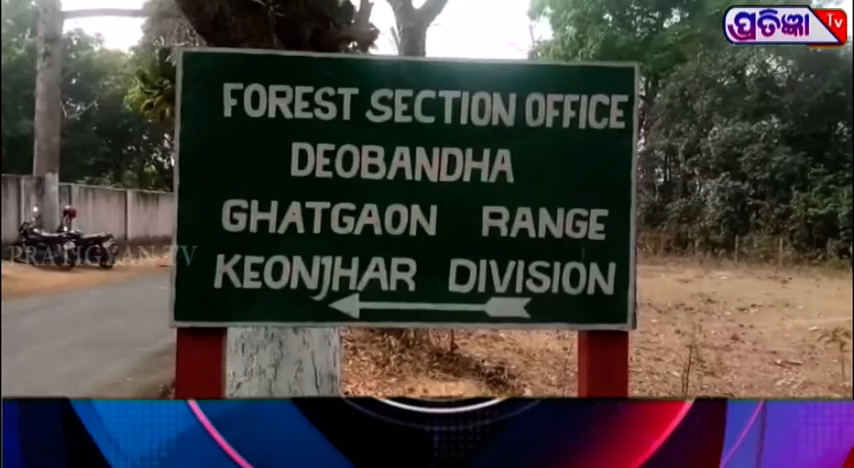 ପ୍ରତିଜ୍ଞା Tv
FOREST SECTION OFFICE
DEOBANDHA
GHATGAON RANGE
KEONJHAR DIVISION
PRATIGYAN TV